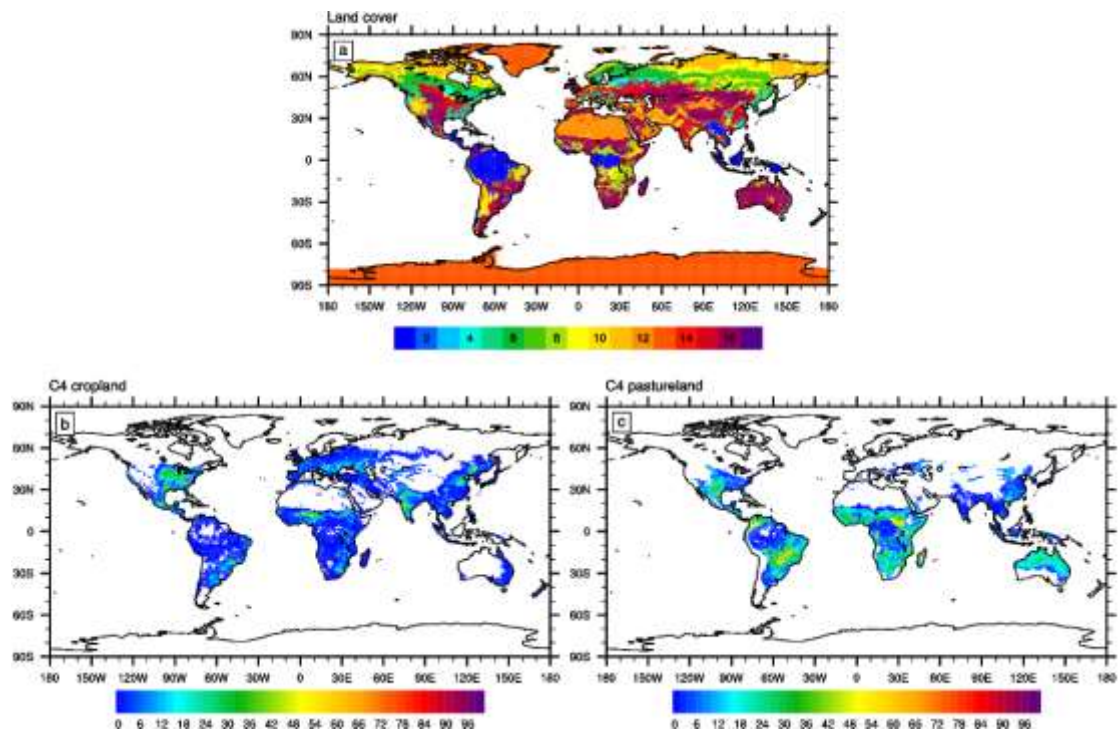 Land cover
90N
a
60N
30N
0
30S
60S
90S
180 150W 120W 90W 60W 30W 0 30E 60E 90E 120E 150E 180
2 4 6 8 10 12 14 16
C4 cropland
90N
b
60N
30N
0
30S
60S
90S
180 150W 120W 90W 60W 30W 0 30E 60E 90E 120E 150E 180
0 6 12 18 24 30 36 42 48 54 60 66 72 78 84 90 96
C4 pastureland
90N
c
60N
30N
0
30S
60S
90S
180 150W 120W 90W 60W 30W 0 30E 60E 90E 120E 150E 180
0 6 12 18 24 30 36 42 48 54 60 66 72 78 84 90 96